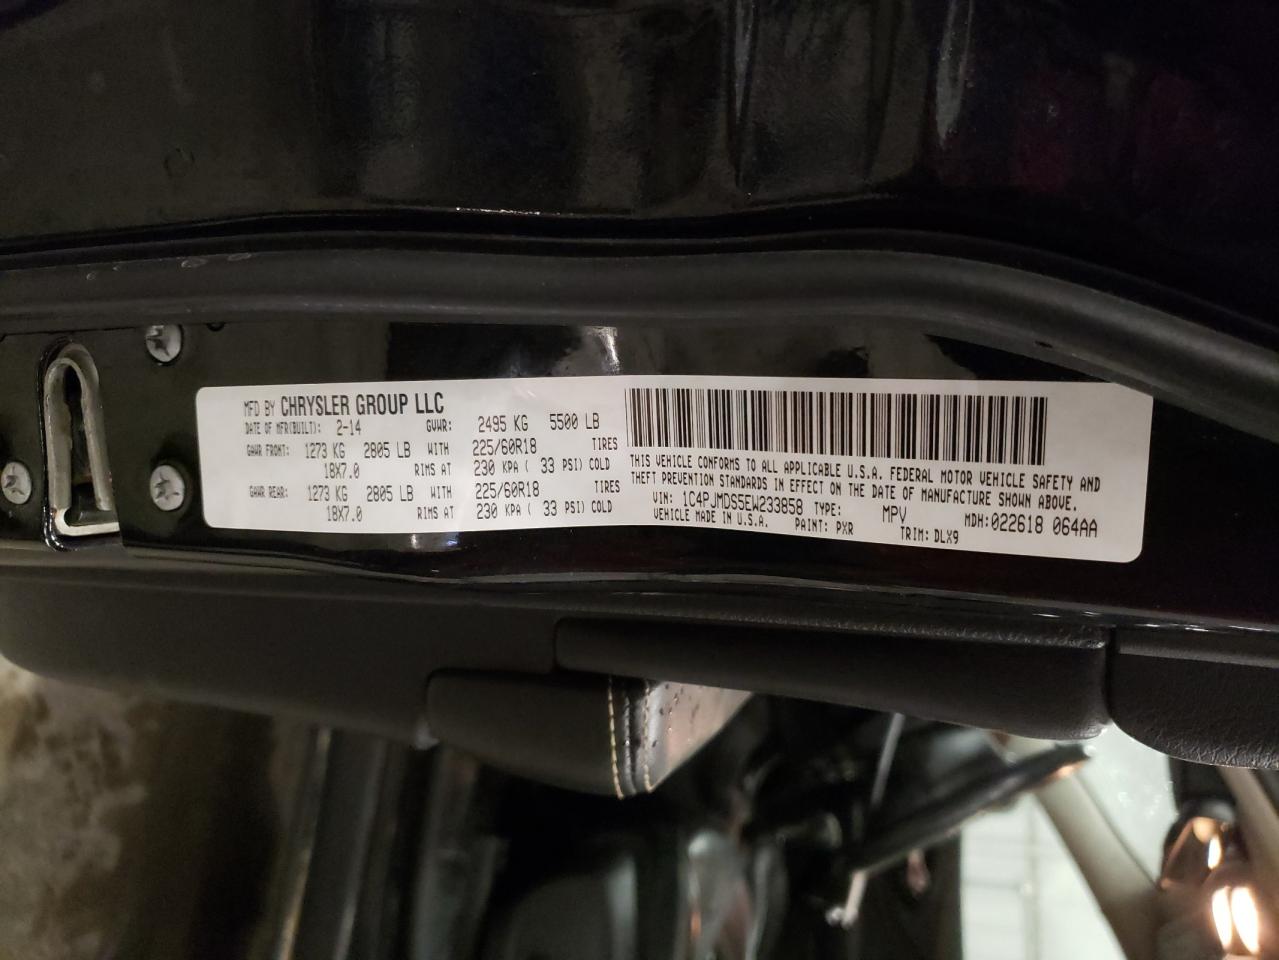 MFD BY CHRYSLER GROUP LLC
DATE OF MFR(BUILT): 2-14 GVWR: 2495 KG 5500 LB
GAWR FRONT: 1273 KG 2805 LB WITH 225/60R18 TIRES
18X7.0 RIMS AT 230 KPA ( 33 PSI) COLD
GAWR REAR: 1273 KG 2805 LB WITH 225/60R18 TIRES
18X7.0 RIMS AT 230 KPA ( 33 PSI) COLD
THIS VEHICLE CONFORMS TO ALL APPLICABLE U.S.A. FEDERAL MOTOR VEHICLE SAFETY AND
THEFT PREVENTION STANDARDS IN EFFECT ON THE DATE OF MANUFACTURE SHOWN ABOVE.
VIN: 1C4PJMDS5EW233858 TYPE: MPV MDH: 022618 064AA
VEHICLE MADE IN U.S.A. PAINT: PXR TRIM: DLX9